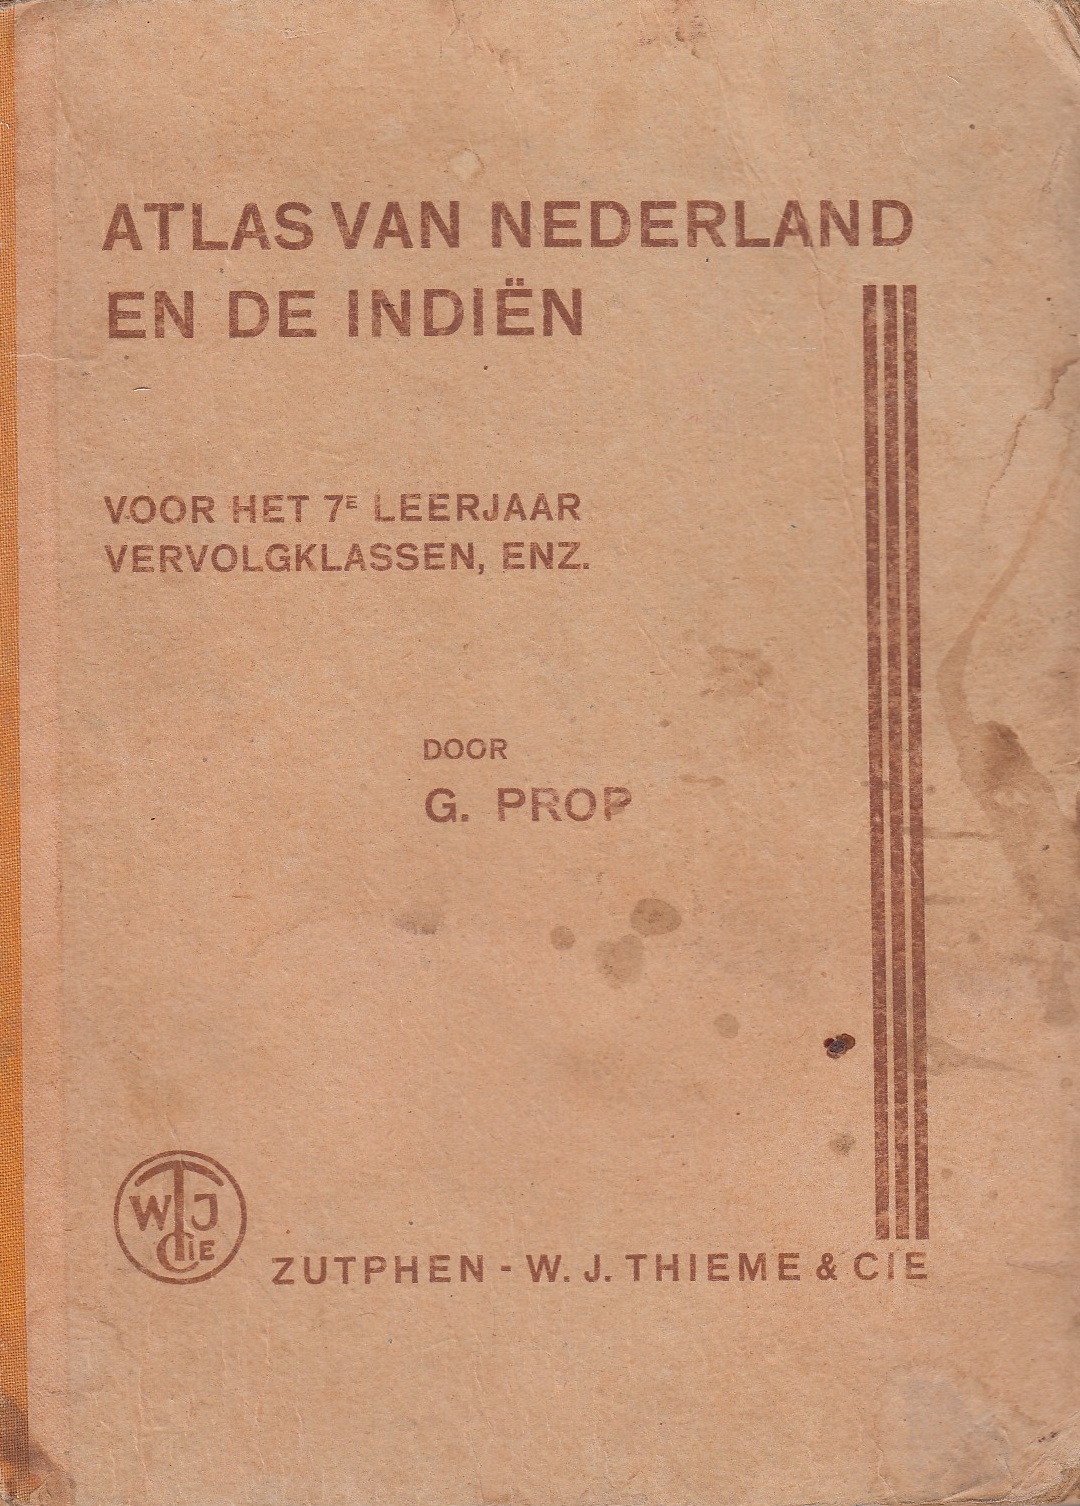 ATLAS VAN NEDERLAND
EN DE INDIËN
VOOR HET 7E LEERJAAR
VERVOLGKLASSEN, ENZ.
DOOR
G. PROP
W T J
CIE
ZUTPHEN - W. J. THIEME & CIE